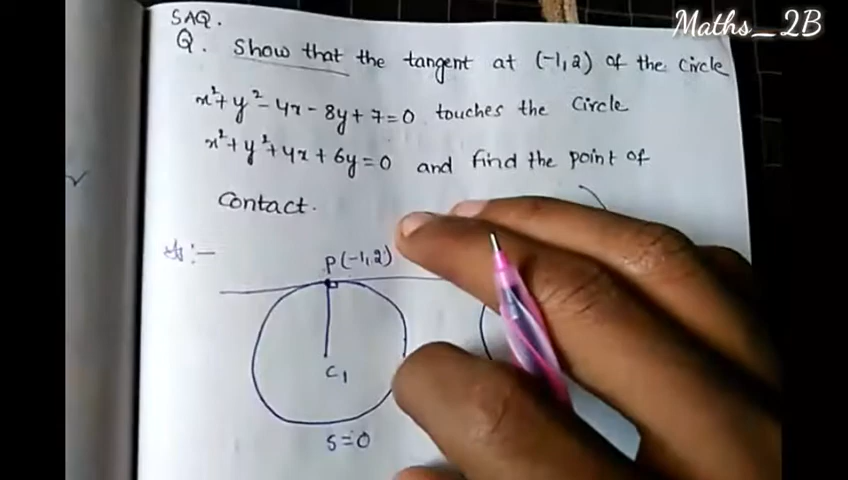 Maths_2B
SAQ.
Q. Show that the tangent at (-1,2) of the circle
x²+y²-4x-8y+7=0 touches the circle
x²+y²+4x+6y=0 and find the point of
contact.
:-
P(-1,2)
C1
S=0